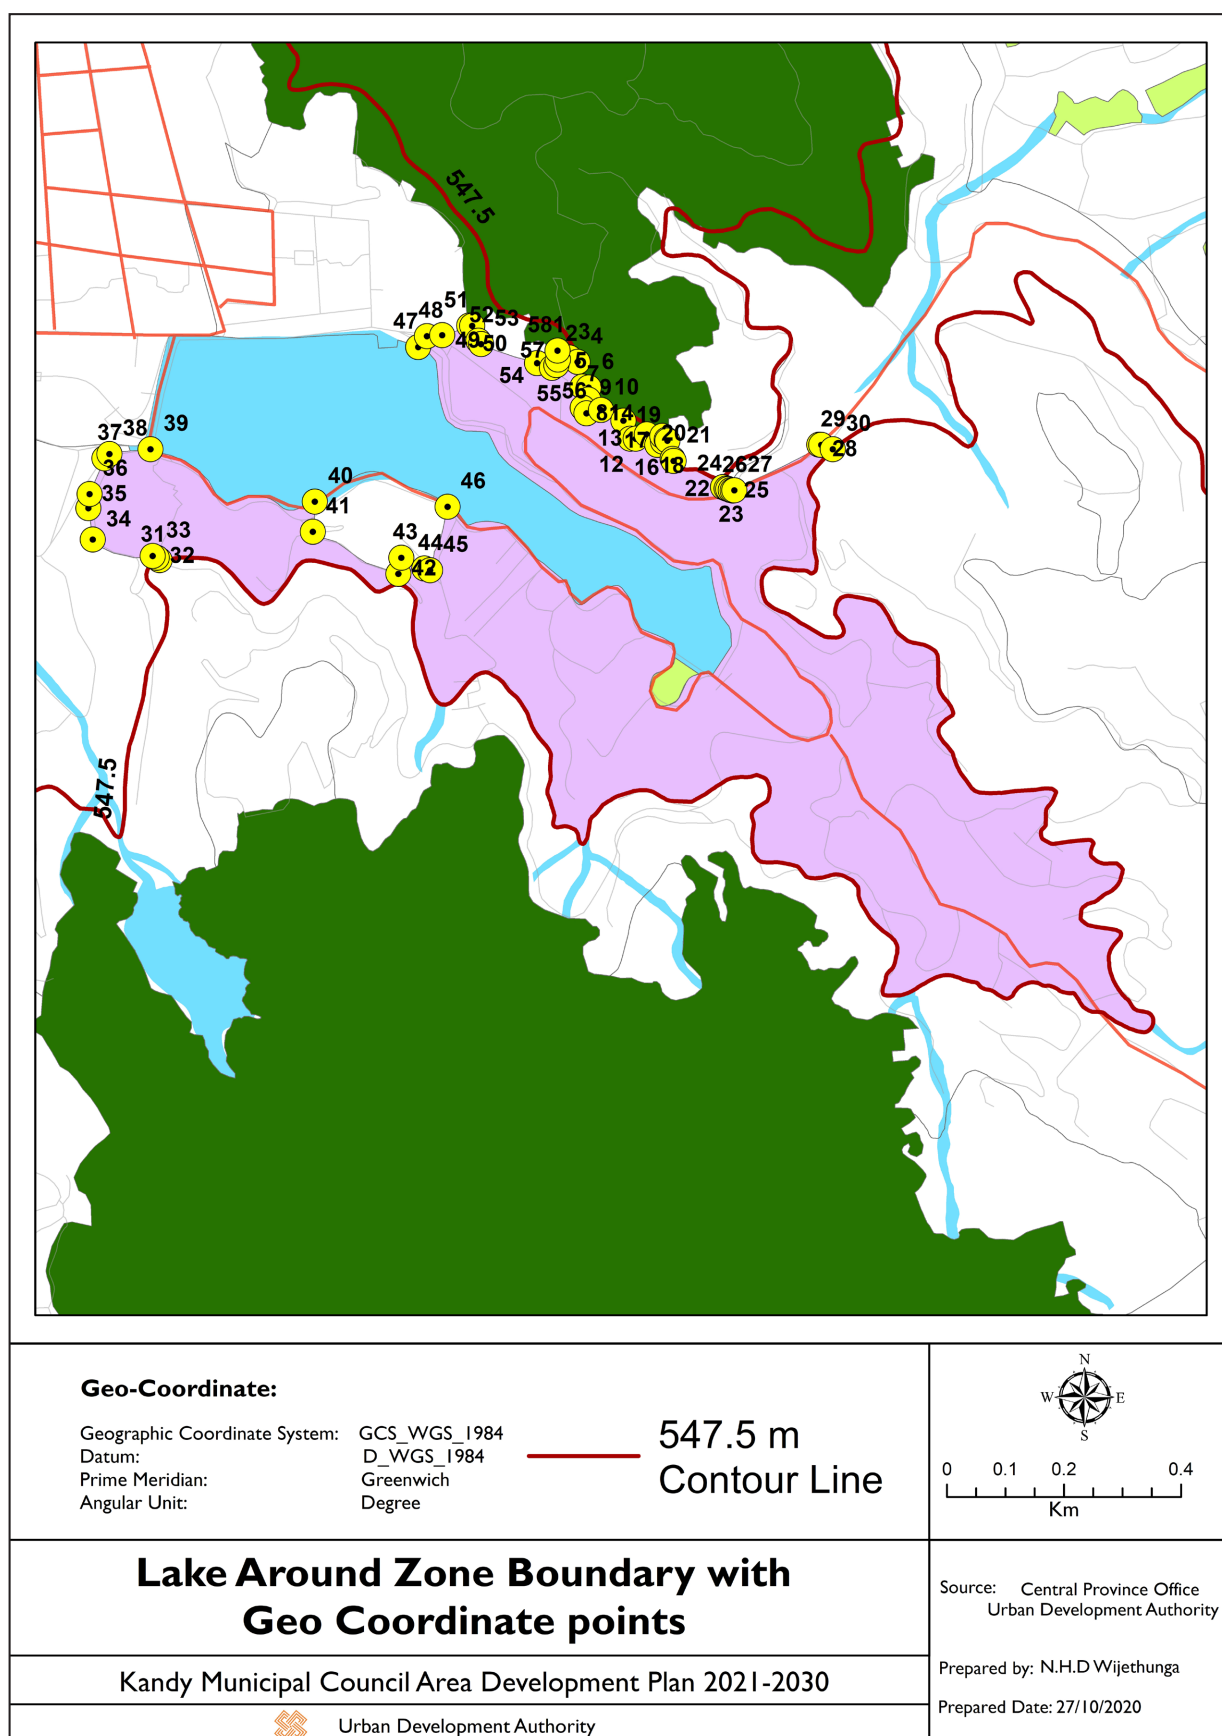 547.5
51
48
52 53
47
49 50
58 1 2 3 4
57
5 6
54
7
55 56 9 10
8 14 19
13 17 20 21
12 16 18
29 30
28
24 26 27
22 25
23
37 38 39
36
35
34
33
31 32
40
41
46
43
44 45
42
547.5
Geo-Coordinate:
Geographic Coordinate System: GCS_WGS_1984
Datum: D_WGS_1984
Prime Meridian: Greenwich
Angular Unit: Degree
547.5 m
Contour Line
N
W E
S
0 0.1 0.2 0.4
Km
Lake Around Zone Boundary with
Geo Coordinate points
Kandy Municipal Council Area Development Plan 2021-2030
Urban Development Authority
Source: Central Province Office
Urban Development Authority
Prepared by: N.H.D Wijethunga
Prepared Date: 27/10/2020